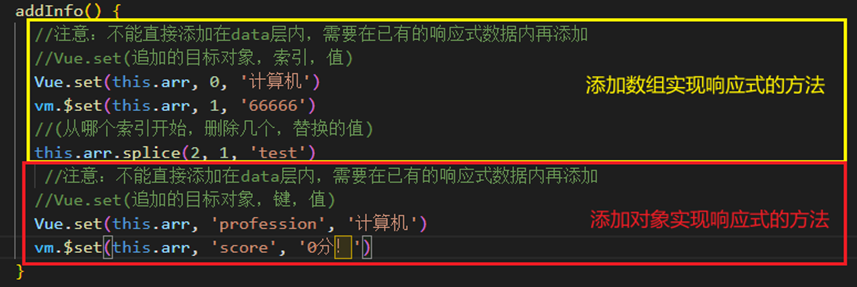 addInfo() {
//注意：不能直接添加在data层内，需要在已有的响应式数据内再添加
//Vue.set(追加的目标对象，索引，值)
Vue.set(this.arr, 0, '计算机')
vm.$set(this.arr, 1, '66666')
//(从哪个索引开始，删除几个，替换的值)
this.arr.splice(2, 1, 'test')
添加数组实现响应式的方法
//注意：不能直接添加在data层内，需要在已有的响应式数据内再添加
//Vue.set(追加的目标对象，键，值)
Vue.set(this.arr, 'profession', '计算机')
vm.$set(this.arr, 'score', '0分！')
添加对象实现响应式的方法
}